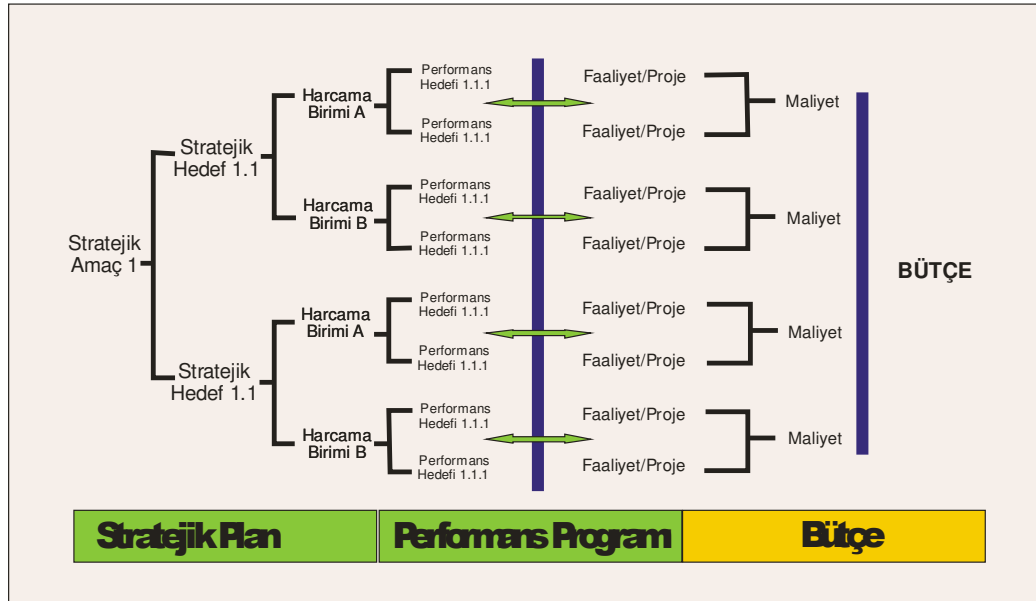 Stratejik
Amaç 1
Stratejik
Hedef 1.1
Stratejik
Hedef 1.1
Harcama
Birimi A
Harcama
Birimi B
Harcama
Birimi A
Harcama
Birimi B
Performans
Hedefi 1.1.1
Performans
Hedefi 1.1.1
Performans
Hedefi 1.1.1
Performans
Hedefi 1.1.1
Performans
Hedefi 1.1.1
Performans
Hedefi 1.1.1
Performans
Hedefi 1.1.1
Performans
Hedefi 1.1.1
Faaliyet/Proje
Faaliyet/Proje
Faaliyet/Proje
Faaliyet/Proje
Faaliyet/Proje
Faaliyet/Proje
Faaliyet/Proje
Faaliyet/Proje
Maliyet
Maliyet
Maliyet
Maliyet
BÜTÇE
Stratejik Plan
Performans Program
Bütçe